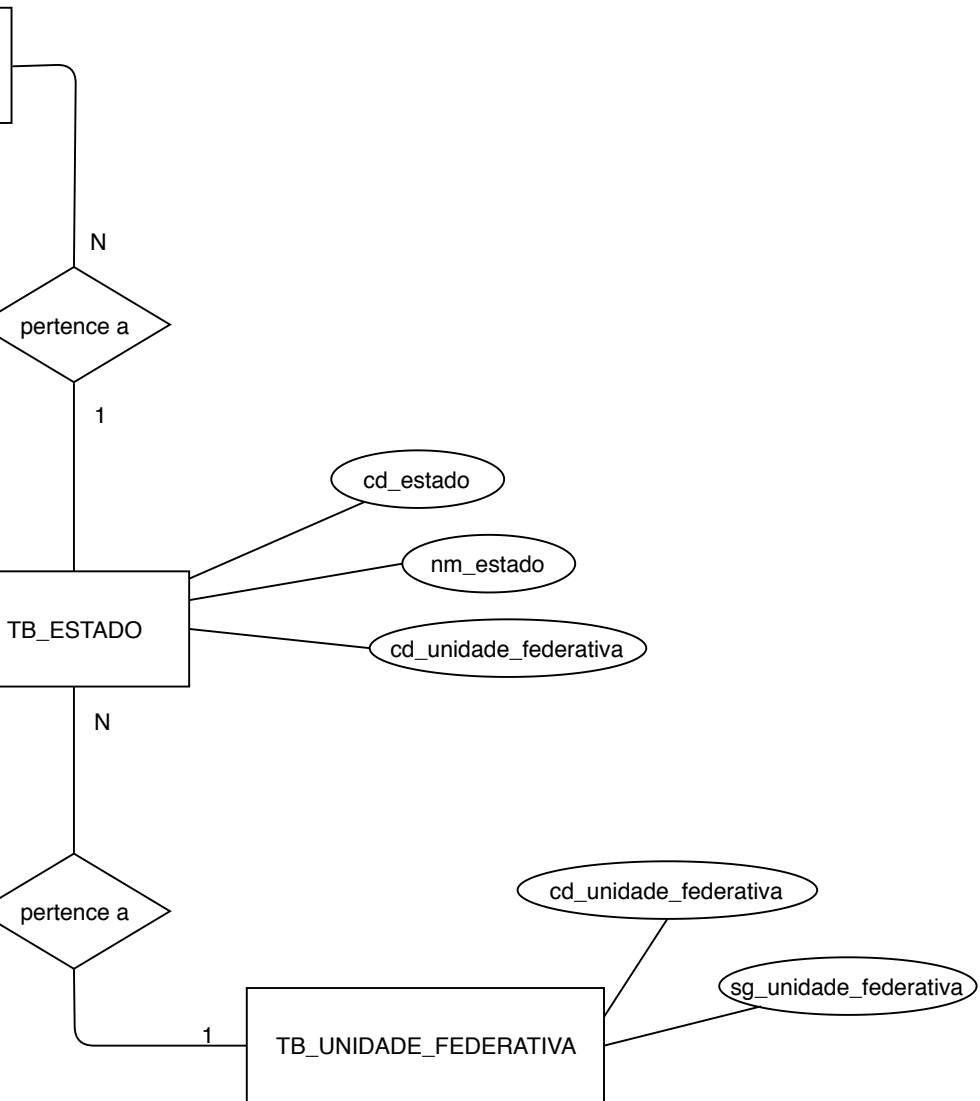 N
pertence a
1
cd_estado
nm_estado
TB_ESTADO
cd_unidade_federativa
N
cd_unidade_federativa
pertence a
sg_unidade_federativa
1
TB_UNIDADE_FEDERATIVA